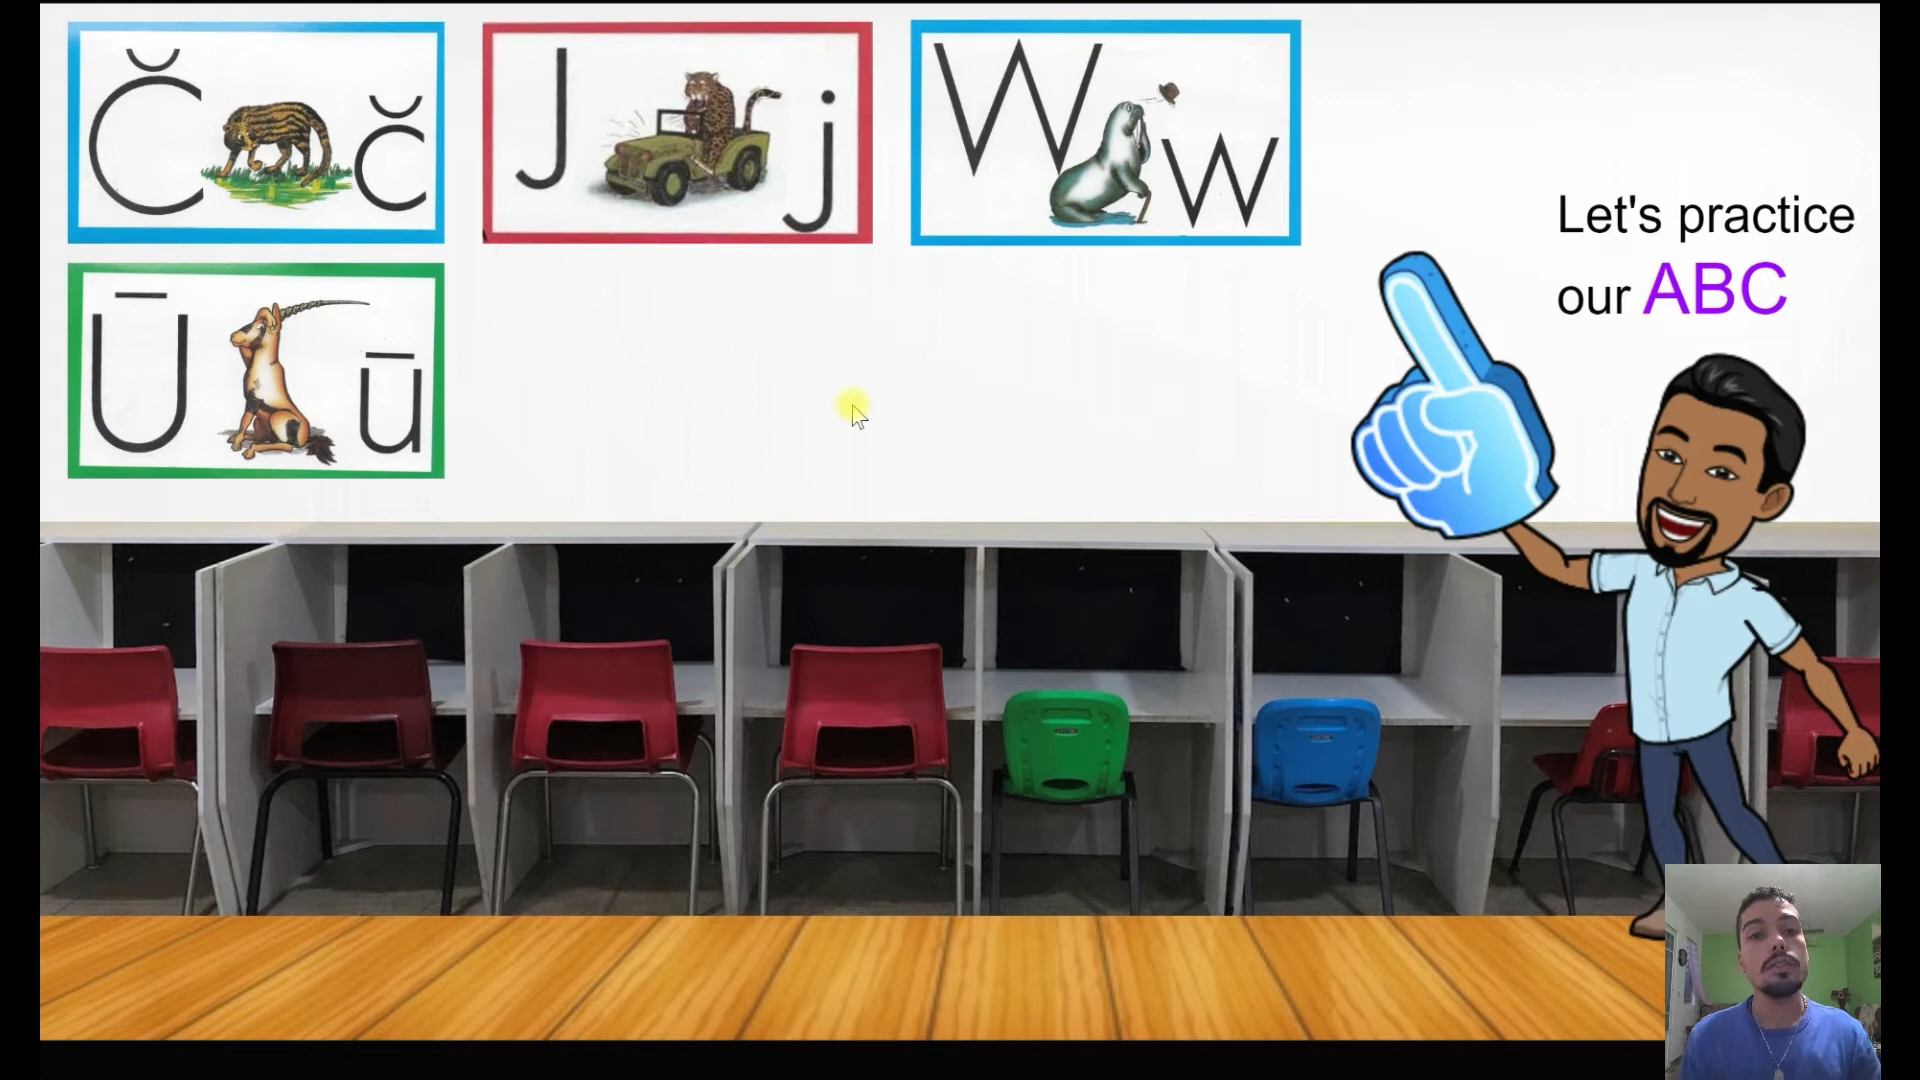 C̆ c̆
J j
W w
Ū ū
Let's practice
our ABC